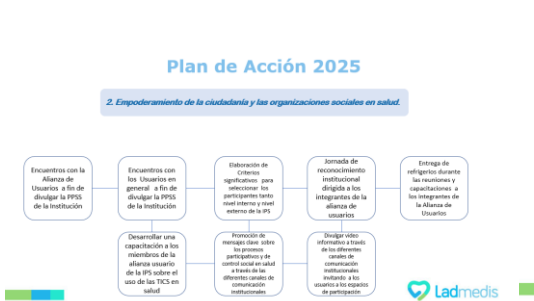 Plan de Acción 2025
2. Empoderamiento de la ciudadanía y las organizaciones sociales en salud.
Encuentros con la
Alianza de
Usuarios a fin de
divulgar la PPSS
de la Institución
Encuentros
con los Usuarios en
general a fin de
divulgar la PPSS
de la Institución
Elaboración de
Criterios
significativos para
seleccionar los
participantes tanto
nivel interno y nivel
externo de la IPS
Jornada de
reconocimiento
institucional
dirigida a los
integrantes de la
alianza de
usuarios
Entrega de
refrigerios durante
las reuniones y
capacitaciones a
los integrantes de
la Alianza de
Usuarios
Desarrollar una
capacitación a los
miembros de la
alianza usuario
de la IPS sobre el
uso de las TICS en
salud
Promoción de
mensajes clave sobre
los procesos
participativos y de
control social en salud
a través de las
diferentes canales de
comunicación
institucionales
Divulgar video
informativo a través
de los diferentes
canales de
comunicación
institucionales
invitando a los
usuarios a los espacios
de participación
Ladmedis